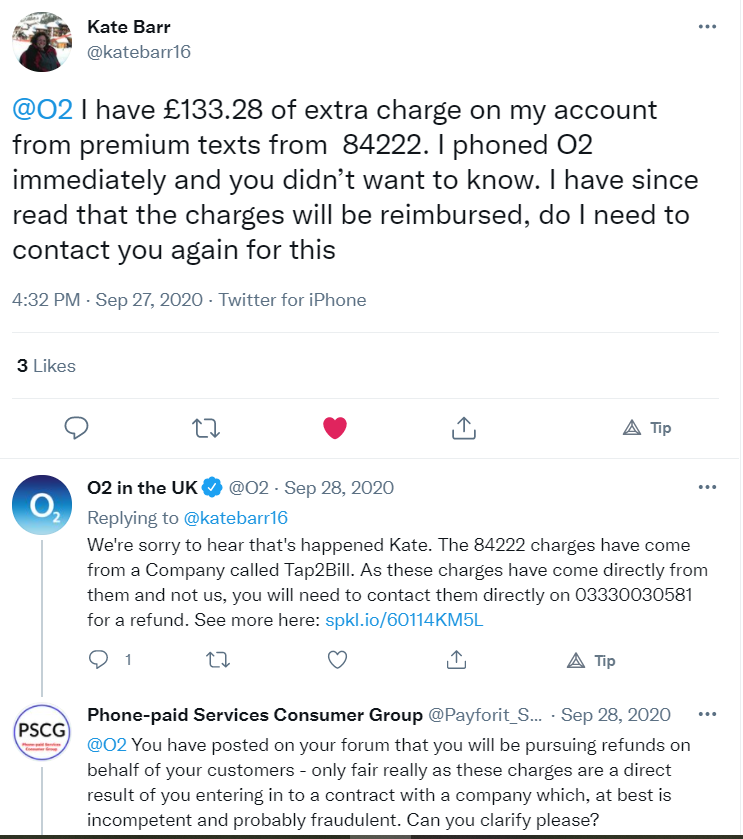 Kate Barr
@katebarr16
@O2 I have £133.28 of extra charge on my account
from premium texts from 84222. I phoned O2
immediately and you didn’t want to know. I have since
read that the charges will be reimbursed, do I need to
contact you again for this
4:32 PM · Sep 27, 2020 · Twitter for iPhone
3 Likes
Tip
O2
O2 in the UK @O2 · Sep 28, 2020
Replying to @katebarr16
We're sorry to hear that's happened Kate. The 84222 charges have come
from a Company called Tap2Bill. As these charges have come directly from
them and not us, you will need to contact them directly on 03330030581
for a refund. See more here: spkl.io/60114KM5L
1 Tip
PSCG
Phone-paid Services
Consumer Group
Phone-paid Services Consumer Group @Payforit_S... · Sep 28, 2020
@O2 You have posted on your forum that you will be pursuing refunds on
behalf of your customers - only fair really as these charges are a direct
result of you entering in to a contract with a company which, at best is
incompetent and probably fraudulent. Can you clarify please?